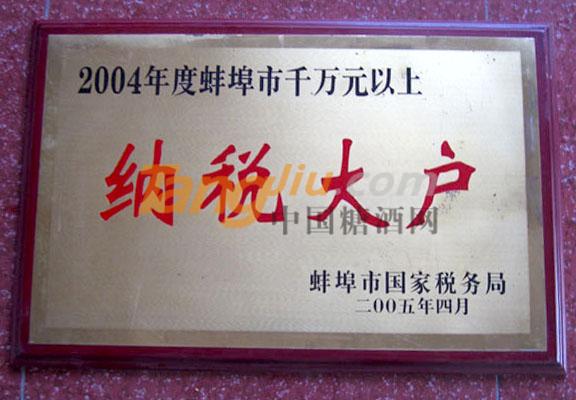 2004年度蚌埠市千万元以上
纳税大户
Tangjiu.com
中国糖酒网
蚌埠市国家税务局
二00五年四月